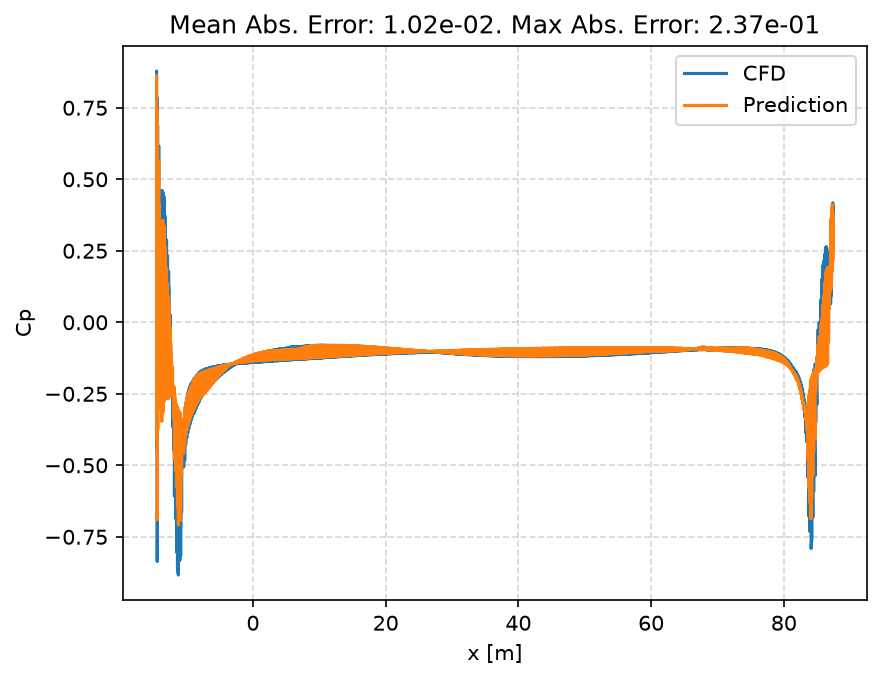 Mean Abs. Error: 1.02e-02. Max Abs. Error: 2.37e-01
CFD
Prediction
0.75
0.50
0.25
0.00
−0.25
−0.50
−0.75
Cp
0
20
40
60
80
x [m]